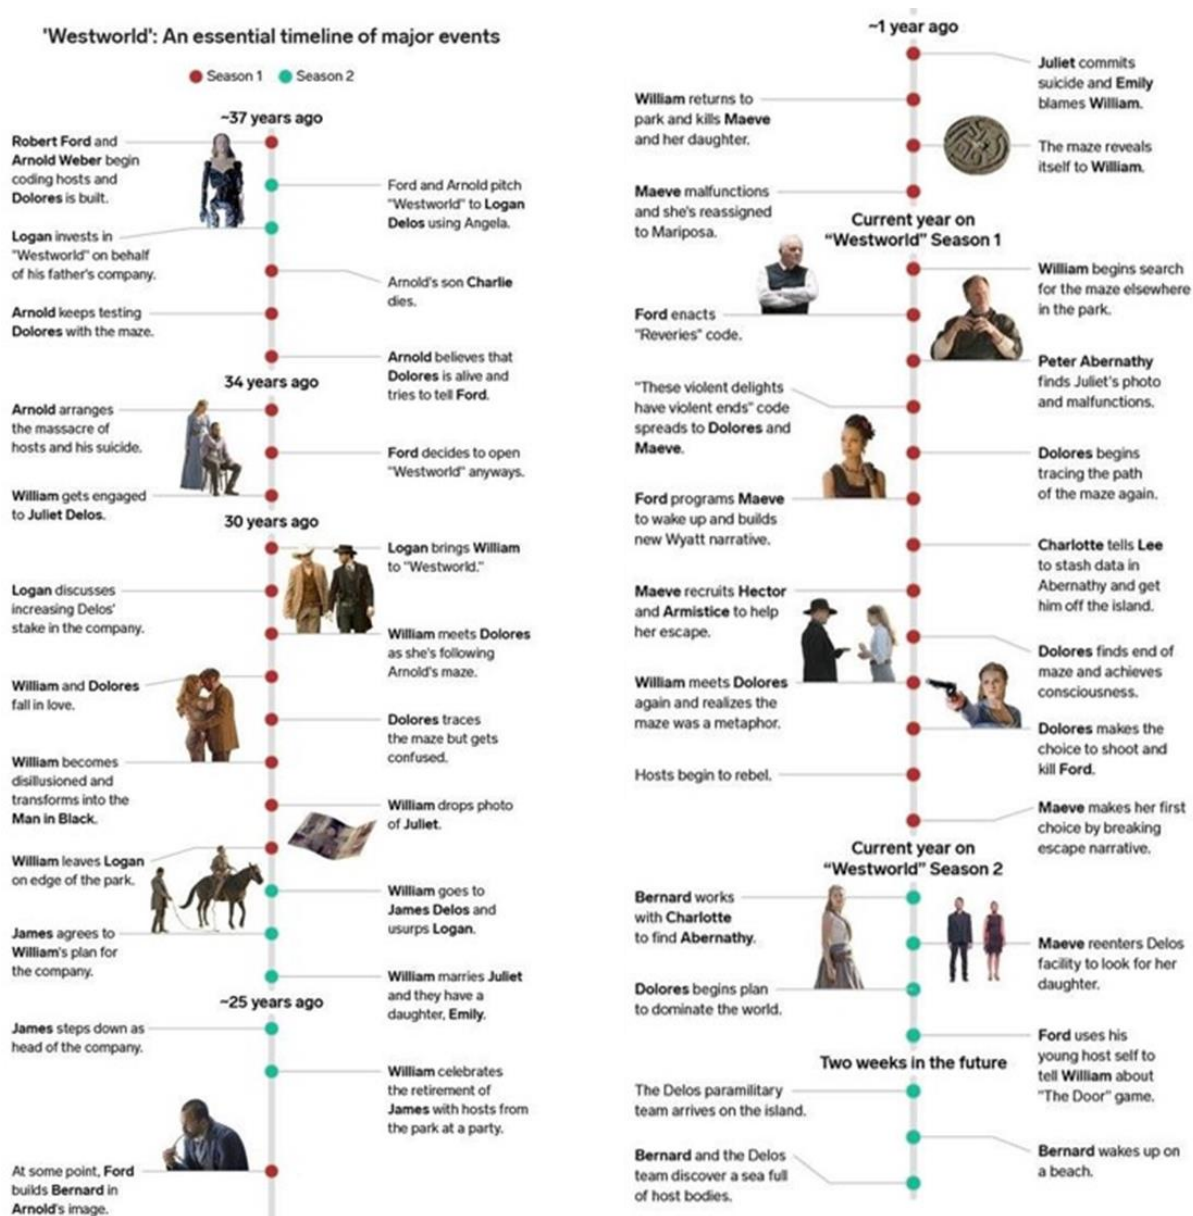 'Westworld': An essential timeline of major events
Season 1
Season 2
~37 years ago
Robert Ford and
Arnold Weber begin
coding hosts and
Dolores is built.
Ford and Arnold pitch
"Westworld" to Logan
Delos using Angela.
Logan invests in
"Westworld" on behalf
of his father's company.
Arnold's son Charlie
dies.
Arnold keeps testing
Dolores with the maze.
Arnold believes that
Dolores is alive and
tries to tell Ford.
34 years ago
Arnold arranges
the massacre of
hosts and his suicide.
Ford decides to open
"Westworld" anyways.
William gets engaged
to Juliet Delos.
30 years ago
Logan brings William
to "Westworld."
Logan discusses
increasing Delos'
stake in the company.
William meets Dolores
as she's following
Arnold's maze.
William and Dolores
fall in love.
Dolores traces
the maze but gets
confused.
William becomes
disillusioned and
transforms into the
Man in Black.
William drops photo
of Juliet.
William leaves Logan
on edge of the park.
William goes to
James Delos and
usurps Logan.
James agrees to
William's plan for
the company.
William marries Juliet
and they have a
daughter, Emily.
~25 years ago
James steps down as
head of the company.
William celebrates
the retirement of
James with hosts from
the park at a party.
At some point, Ford
builds Bernard in
Arnold's image.
~1 year ago
Juliet commits
suicide and Emily
blames William.
William returns to
park and kills Maeve
and her daughter.
The maze reveals
itself to William.
Maeve malfunctions
and she's reassigned
to Mariposa.
Current year on
"Westworld" Season 1
William begins search
for the maze elsewhere
in the park.
Ford enacts
"Reveries" code.
Peter Abernathy
finds Juliet's photo
and malfunctions.
"These violent delights
have violent ends" code
spreads to Dolores and
Maeve.
Dolores begins
tracing the path
of the maze again.
Ford programs Maeve
to wake up and builds
new Wyatt narrative.
Charlotte tells Lee
to stash data in
Abernathy and get
him off the island.
Maeve recruits Hector
and Armistice to help
her escape.
Dolores finds end of
maze and achieves
consciousness.
William meets Dolores
again and realizes the
maze was a metaphor.
Dolores makes the
choice to shoot and
kill Ford.
Hosts begin to rebel.
Maeve makes her first
choice by breaking
escape narrative.
Current year on
"Westworld" Season 2
Bernard works
with Charlotte
to find Abernathy.
Maeve reenters Delos
facility to look for her
daughter.
Dolores begins plan
to dominate the world.
Ford uses his
young host self to
tell William about
"The Door" game.
Two weeks in the future
The Delos paramilitary
team arrives on the island.
Bernard wakes up on
a beach.
Bernard and the Delos
team discover a sea full
of host bodies.